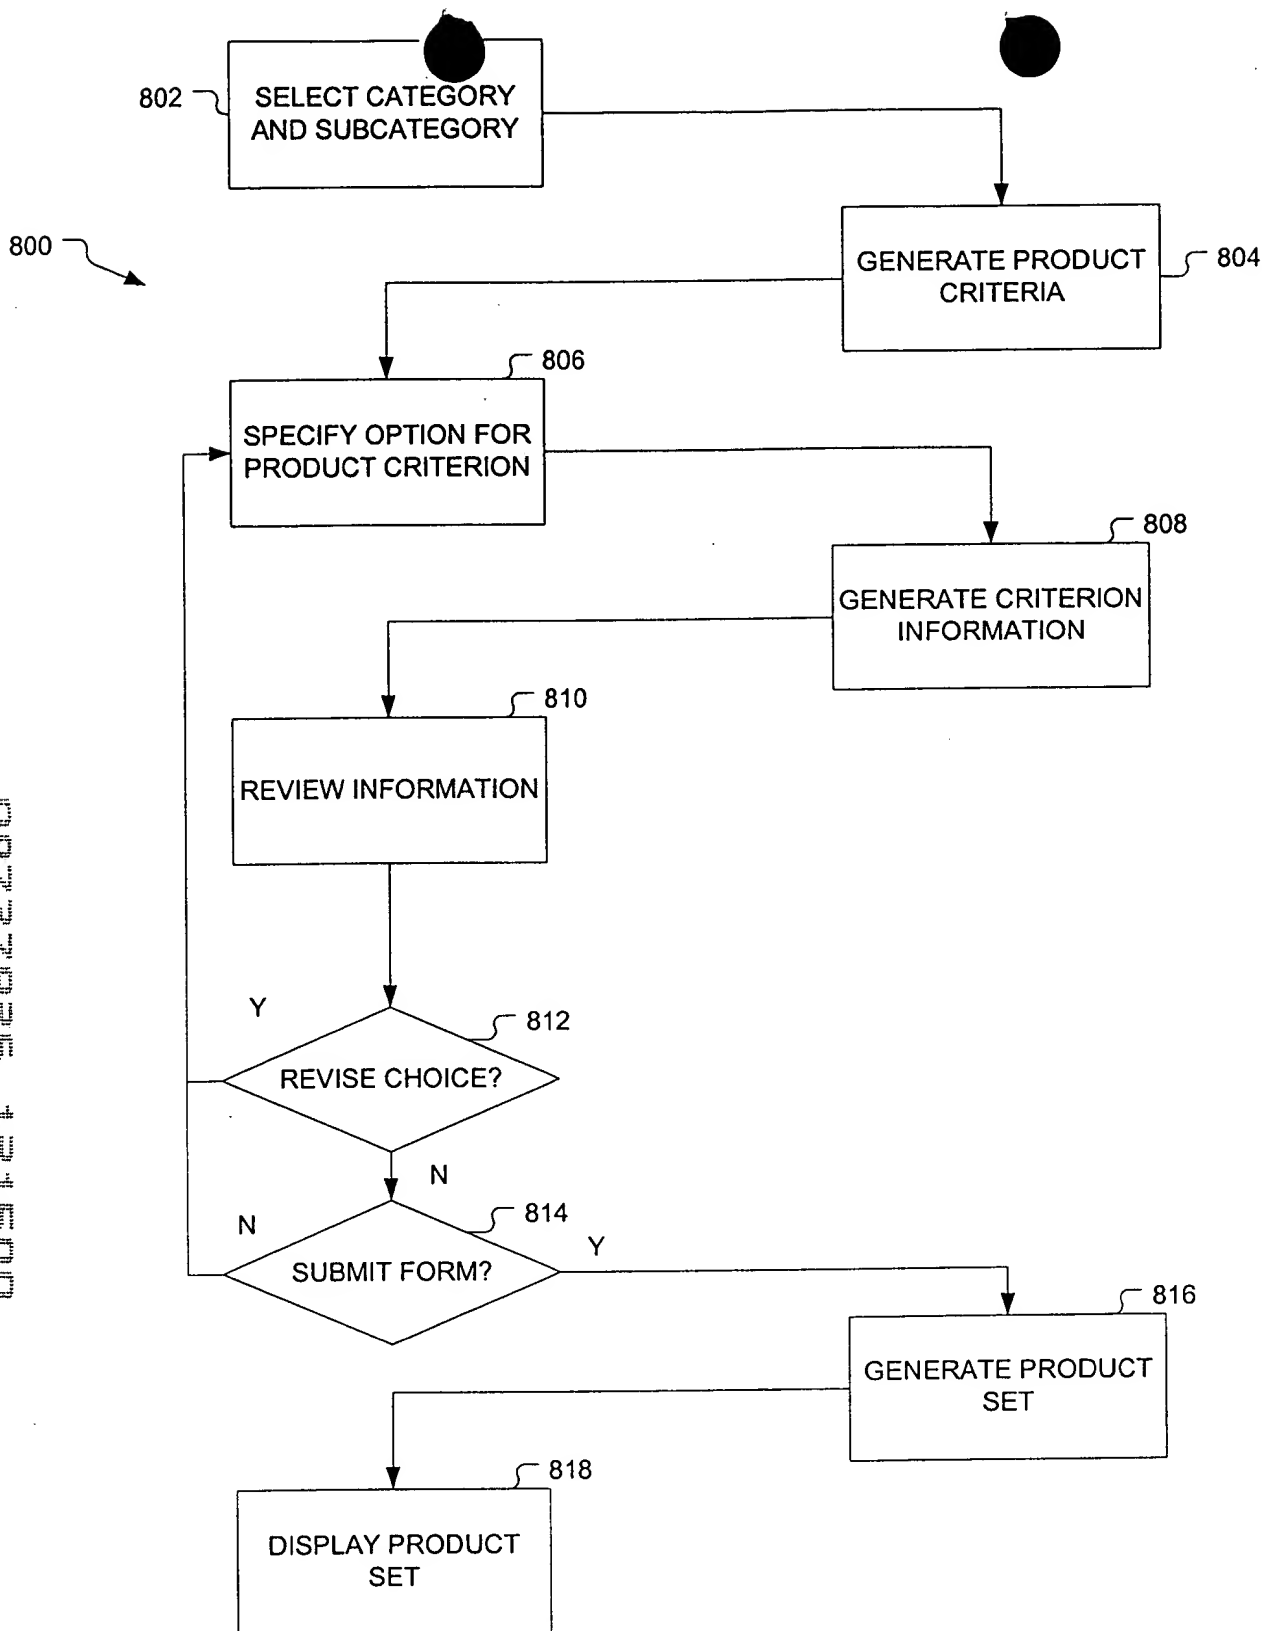 802
SELECT CATEGORY
AND SUBCATEGORY
800
GENERATE PRODUCT
CRITERIA
804
806
SPECIFY OPTION FOR
PRODUCT CRITERION
808
GENERATE CRITERION
INFORMATION
810
REVIEW INFORMATION
Y
812
REVISE CHOICE?
N
814
N
Y
SUBMIT FORM?
816
GENERATE PRODUCT
SET
818
DISPLAY PRODUCT
SET